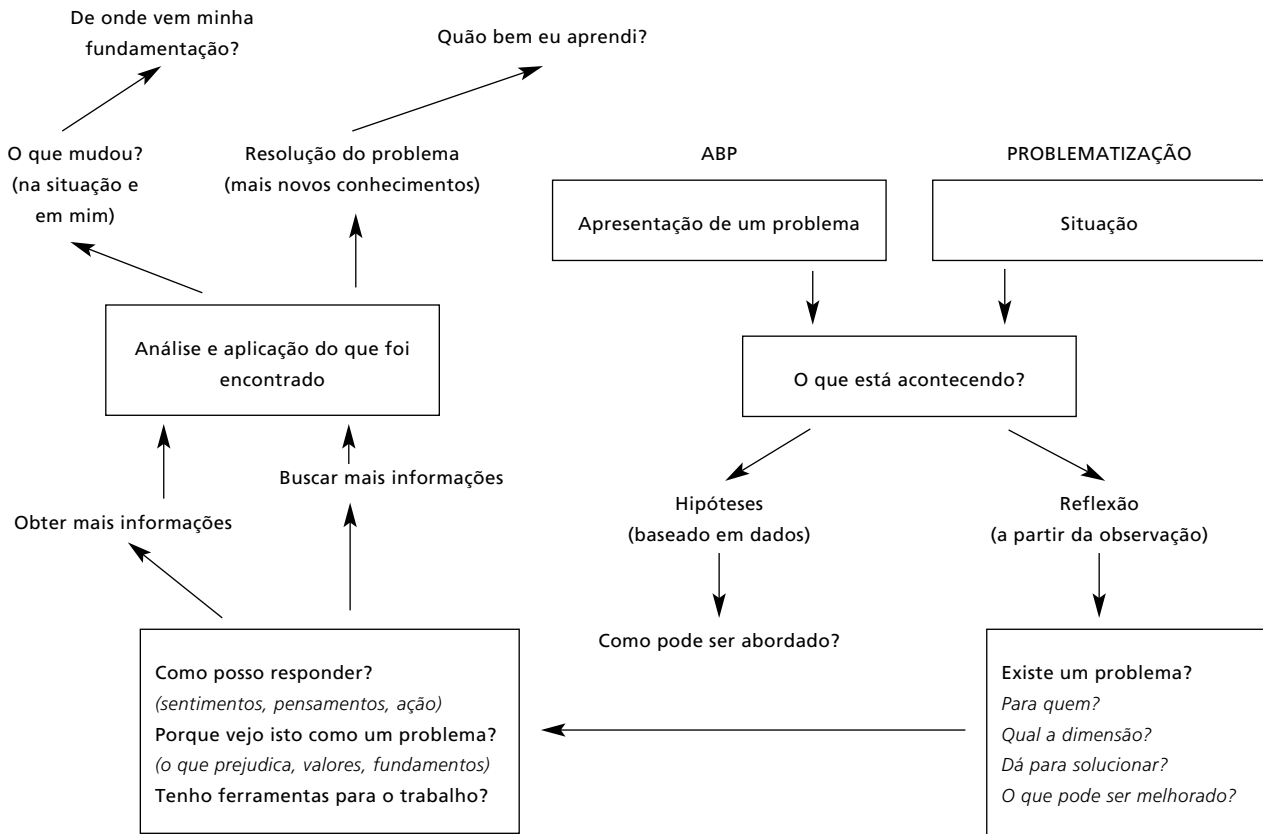 De onde vem minha
fundamentação?
Quão bem eu aprendi?
O que mudou?
(na situação e
em mim)
Resolução do problema
(mais novos conhecimentos)
ABP
PROBLEMATIZAÇÃO
Apresentação de um problema
Situação
Análise e aplicação do que foi
encontrado
O que está acontecendo?
Buscar mais informações
Obter mais informações
Hipóteses
(baseado em dados)
Reflexão
(a partir da observação)
Como pode ser abordado?
Como posso responder?
(sentimentos, pensamentos, ação)
Porque vejo isto como um problema?
(o que prejudica, valores, fundamentos)
Tenho ferramentas para o trabalho?
Existe um problema?
Para quem?
Qual a dimensão?
Dá para solucionar?
O que pode ser melhorado?